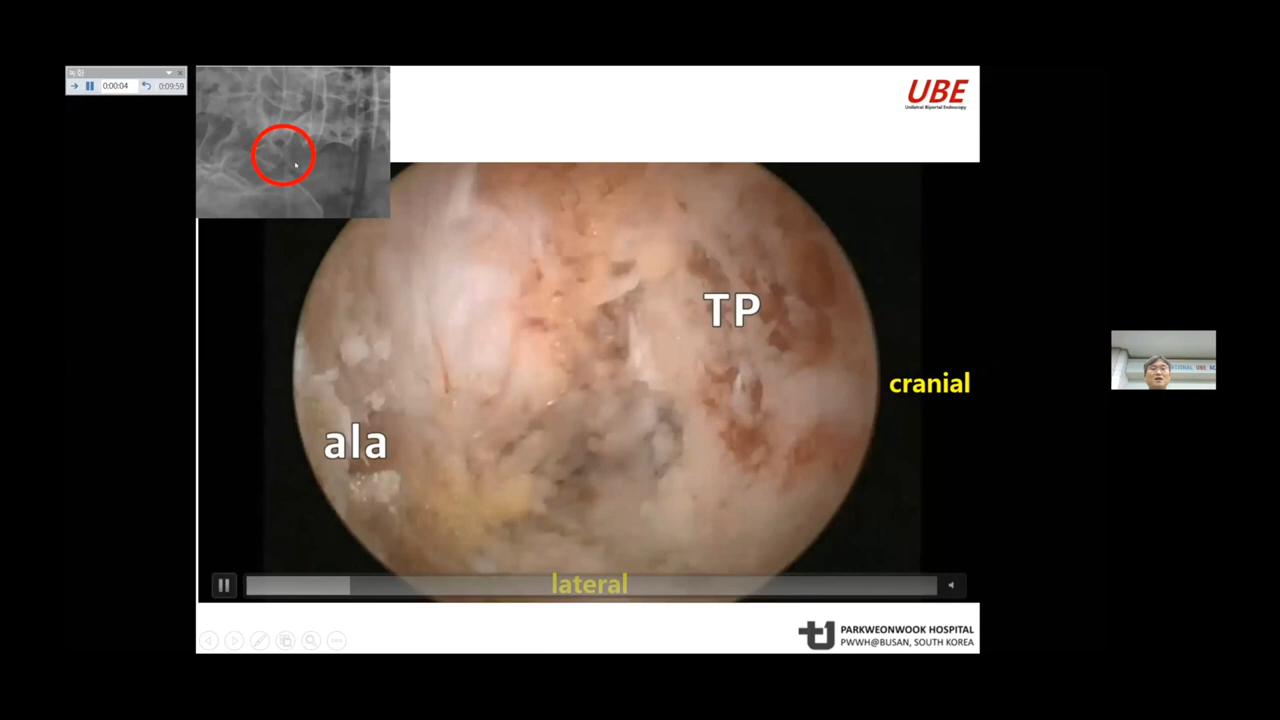 0:00:04
0:09:59
UBE
Unilateral Biportal Endoscopy
TP
cranial
ala
lateral
PARKWEONWOOK HOSPITAL
PWWH@BUSAN, SOUTH KOREA